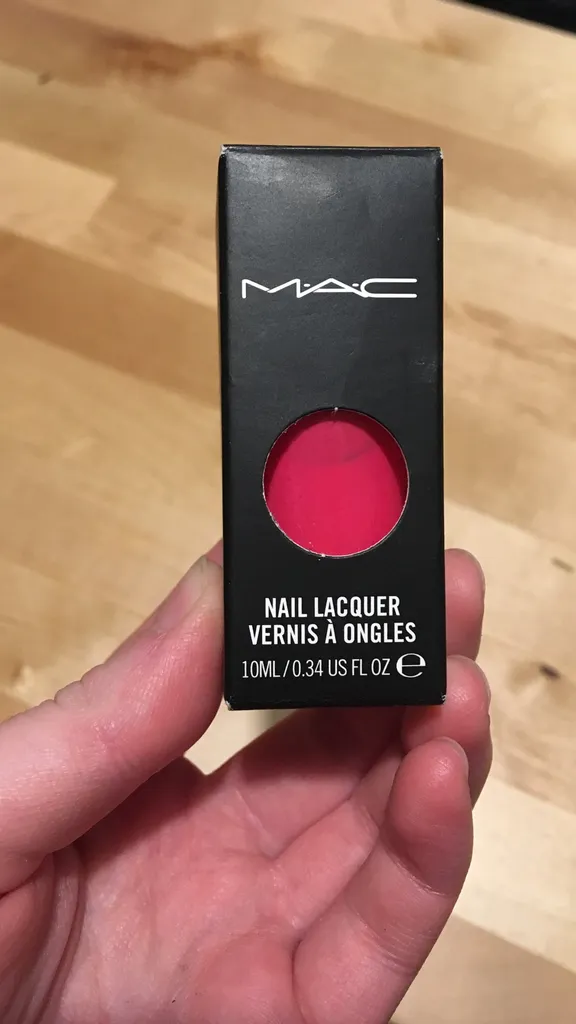 M·A·C
NAIL LACQUER
VERNIS À ONGLES
10ML/0.34 US FL OZ ℮